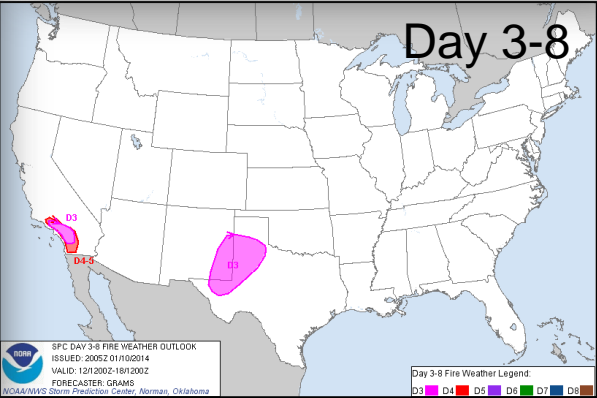 Day 3-8
D3
D4-5
D3
NOAA
SPC DAY 3-8 FIRE WEATHER OUTLOOK
ISSUED: 2005Z 01/10/2014
VALID: 12/1200Z-18/1200Z
FORECASTER: GRAMS
NOAA/NWS Storm Prediction Center, Norman, Oklahoma
Day 3-8 Fire Weather Legend:
D3 D4 D5 D6 D7 D8